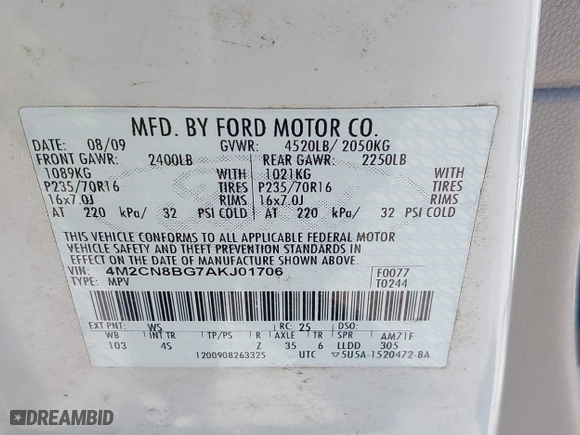 MFD. BY FORD MOTOR CO.
DATE: 08/09 GVWR: 4520LB/ 2050KG
FRONT GAWR: 2400LB REAR GAWR: 2250LB
1089KG WITH 1021KG WITH
P235/70R16 TIRES P235/70R16 TIRES
16x7.0J RIMS 16x7.0J RIMS
AT 220 kPa/ 32 PSI COLD AT 220 kPa/ 32 PSI COLD
THIS VEHICLE CONFORMS TO ALL APPLICABLE FEDERAL MOTOR
VEHICLE SAFETY AND THEFT PREVENTION STANDARDS IN
EFFECT ON THE DATE OF MANUFACTURE SHOWN ABOVE.
VIN: 4M2CN8BG7AKJ01706 F0077
TYPE: MPV T0244
EXT PNT: WS RC: 25 DSO:
WB INT TR TP/PS R AXLE TR SPR AM71F
103 4S Z 35 6 LLDD 305
1200908263325 UTC ▽5U5A-1520472-BA
DREAMBID